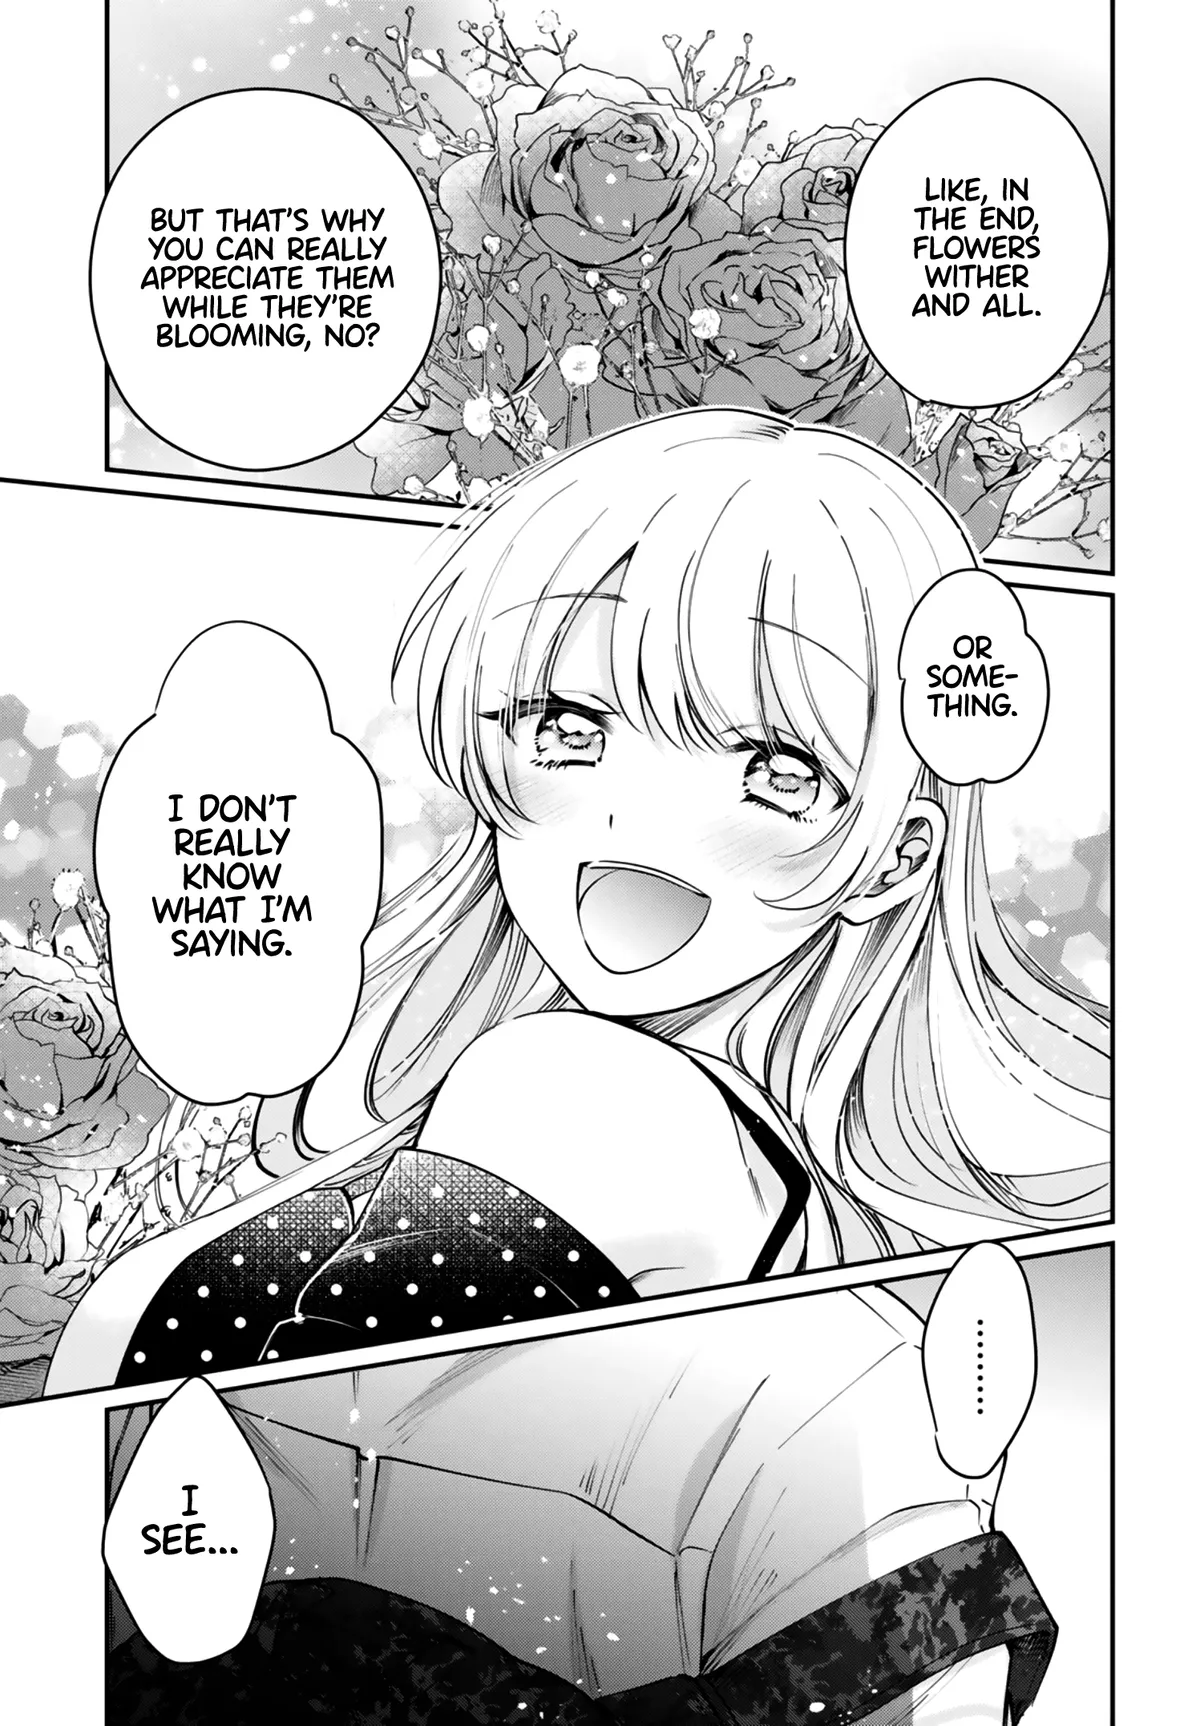 LIKE, IN
THE END,
FLOWERS
WITHER
AND ALL.
BUT THAT'S WHY
YOU CAN REALLY
APPRECIATE THEM
WHILE THEY'RE
BLOOMING, NO?
OR
SOME-
THING.
I DON'T
REALLY
KNOW
WHAT I'M
SAYING.
.........
I
SEE...